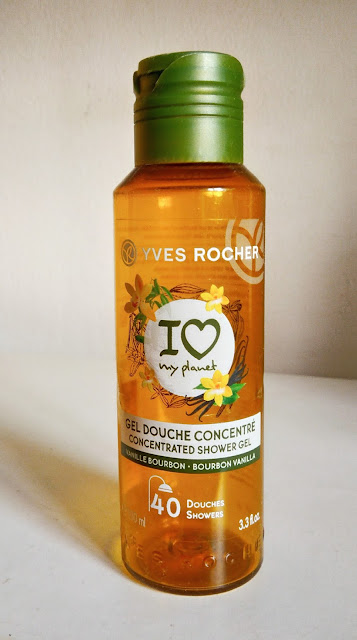 YVES ROCHER
I ♡
my planet
GEL DOUCHE CONCENTRÉ
CONCENTRATED SHOWER GEL
VANILLE BOURBON • BOURBON VANILLA
40 DOUCHES
SHOWERS
ml
3.3 fl.oz.